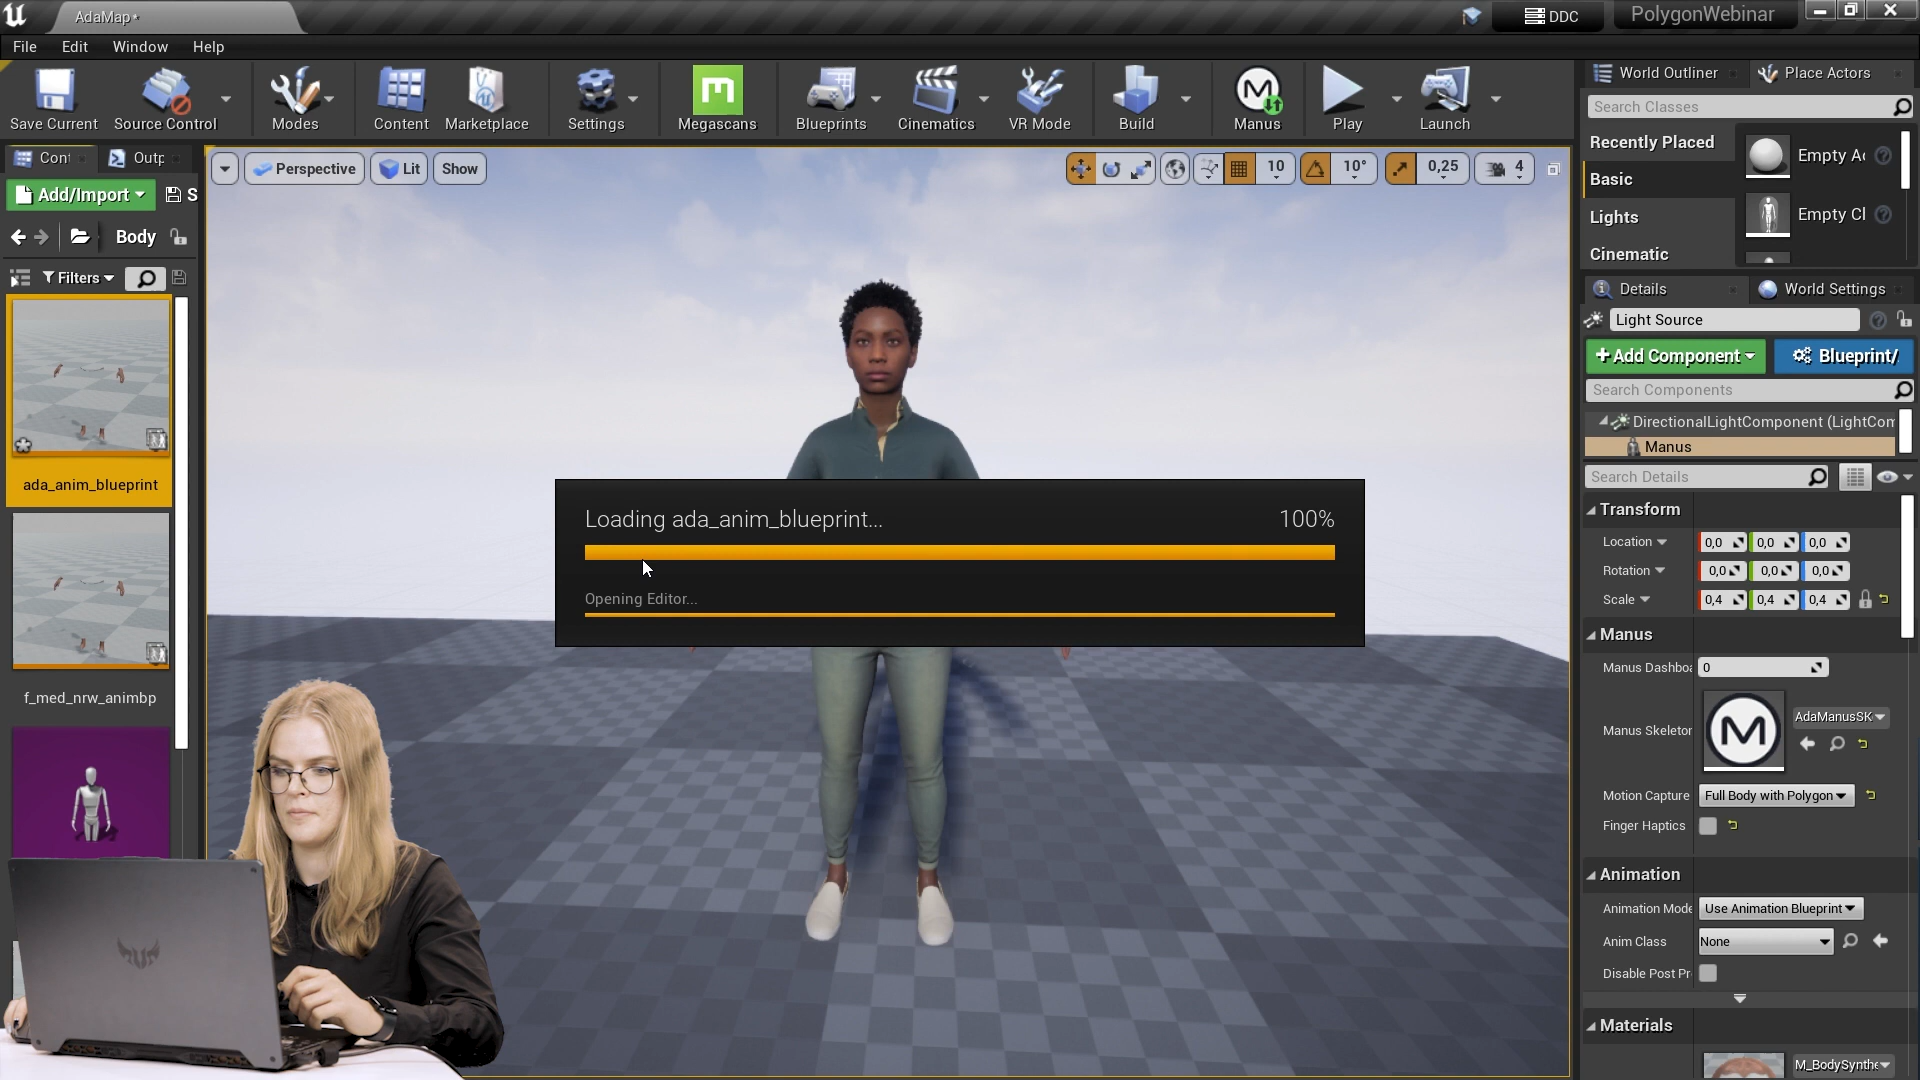 AdaMap*
DDC
PolygonWebinar
File Edit Window Help
Save Current
Source Control
Modes
Content
Marketplace
Settings
M
Megascans
Blueprints
Cinematics
VR Mode
Build
M
Manus
Play
Launch
World Outliner
Place Actors
Search Classes
Recently Placed
Basic
Lights
Cinematic
Empty Ac
Empty Cl
Cont
Outp
Add/Import
S
Body
Filters
ada_anim_blueprint
f_med_nrw_animbp
Perspective
Lit
Show
10
10°
0,25
4
Loading ada_anim_blueprint...
100%
Opening Editor...
Details
World Settings
Light Source
+Add Component
Blueprint/
Search Components
DirectionalLightComponent (LightCom
Manus
Search Details
Transform
Location 0,0 0,0 0,0
Rotation 0,0 0,0 0,0
Scale 0,4 0,4 0,4
Manus
Manus Dashboa 0
Manus Skeleton
M
AdaManusSK
Motion Capture Full Body with Polygon
Finger Haptics
Animation
Animation Mode Use Animation Blueprint
Anim Class None
Disable Post Pr
Materials
M_BodySynthe